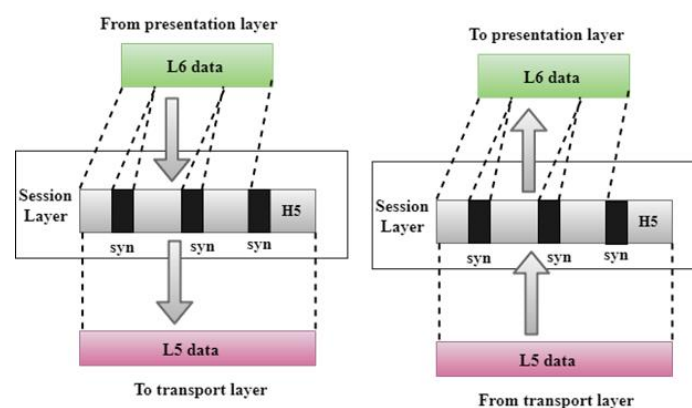 From presentation layer
L6 data
Session
Layer
H5
syn
syn
syn
L5 data
To transport layer
To presentation layer
L6 data
Session
Layer
H5
syn
syn
syn
L5 data
From transport layer